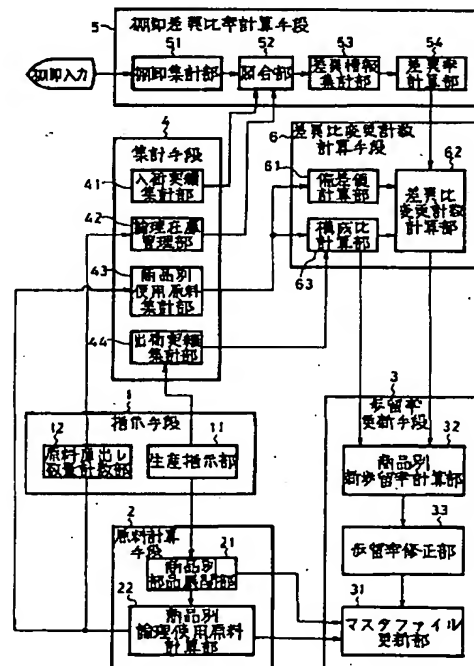 5
棚卸差異比率計算手段
51
52
53
54
棚卸入力
棚卸集計部
照合部
差異情報
集計部
差異率
計算部
4
集計手段
41
入荷実績
集計部
42
論理在庫
管理部
43
商品別
使用原料
集計部
44
出荷実績
集計部
6
差異比変更計数
計算手段
61
62
偏差値計算部
構成比
計算部
63
差異比
変更計数
計算部
1
指示手段
12
原料直出し
数量計数部
11
生産指示部
2
原料計算
手段
21
商品別
部品展開部
22
商品別
論理使用原料
計算部
3
歩留率
更新手段
32
商品別
新歩留率計算部
33
歩留率修正部
31
マスタファイル
更新部